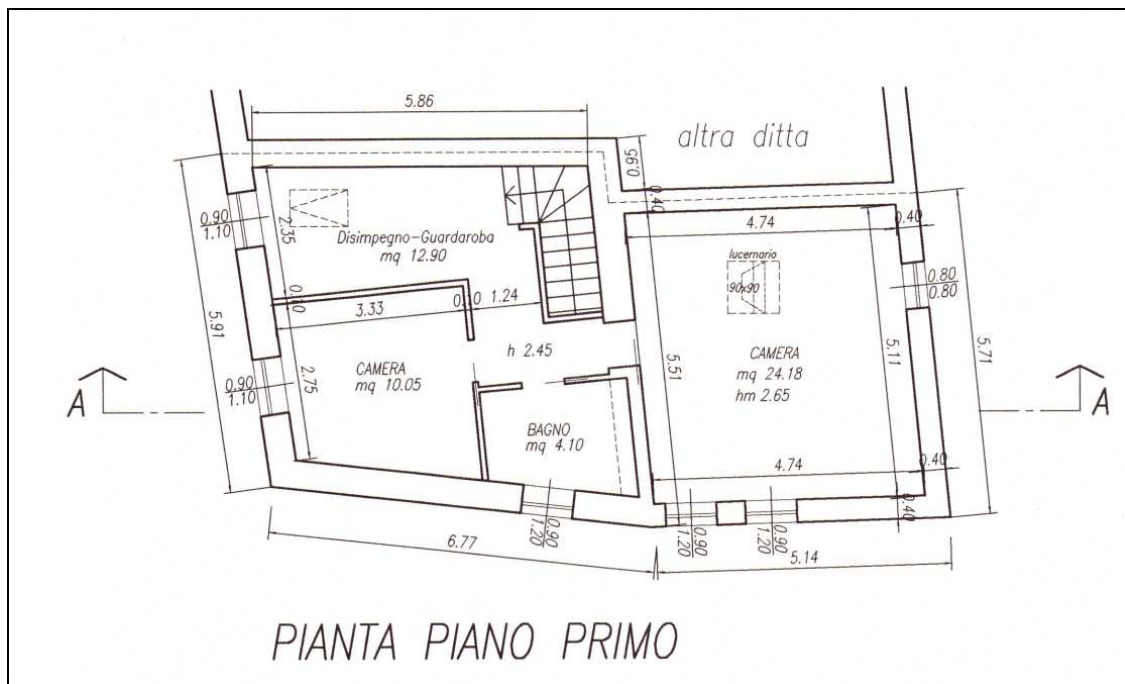 5.86
altra ditta
0.95
0.40
0.90
1.10
2.35
Disimpegno-Guardaroba
mq 12.90
4.74
0.40
lucernario
90x90
0.80
0.80
0.10
3.33
0.10
1.24
5.91
h 2.45
CAMERA
mq 10.05
2.75
0.90
1.10
5.51
CAMERA
mq 24.18
hm 2.65
5.11
5.71
A
A
BAGNO
mq 4.10
4.74
0.40
0.40
6.77
0.90
1.20
0.90
1.20
0.90
1.20
5.14
PIANTA PIANO PRIMO